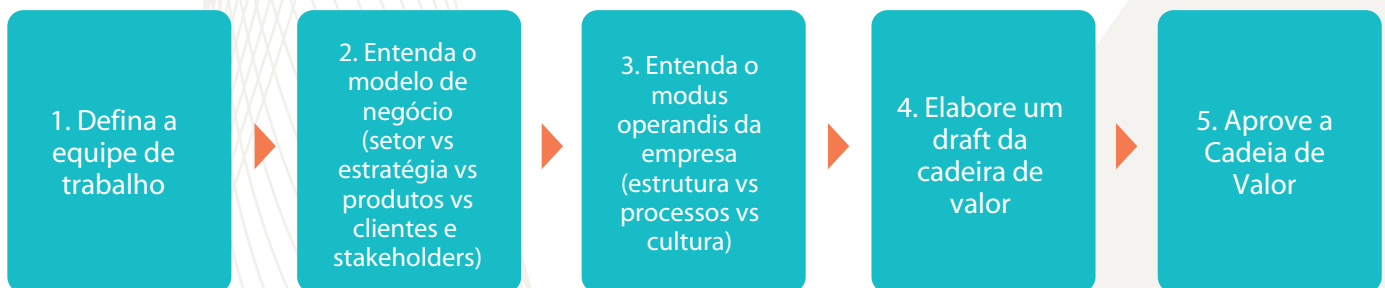 1. Defina a
equipe de
trabalho
2. Entenda o
modelo de
negócio
(setor vs
estratégia vs
produtos vs
clientes e
stakeholders)
3. Entenda o
modus
operandis da
empresa
(estrutura vs
processos vs
cultura)
4. Elabore um
draft da
cadeira de
valor
5. Aprove a
Cadeia de
Valor